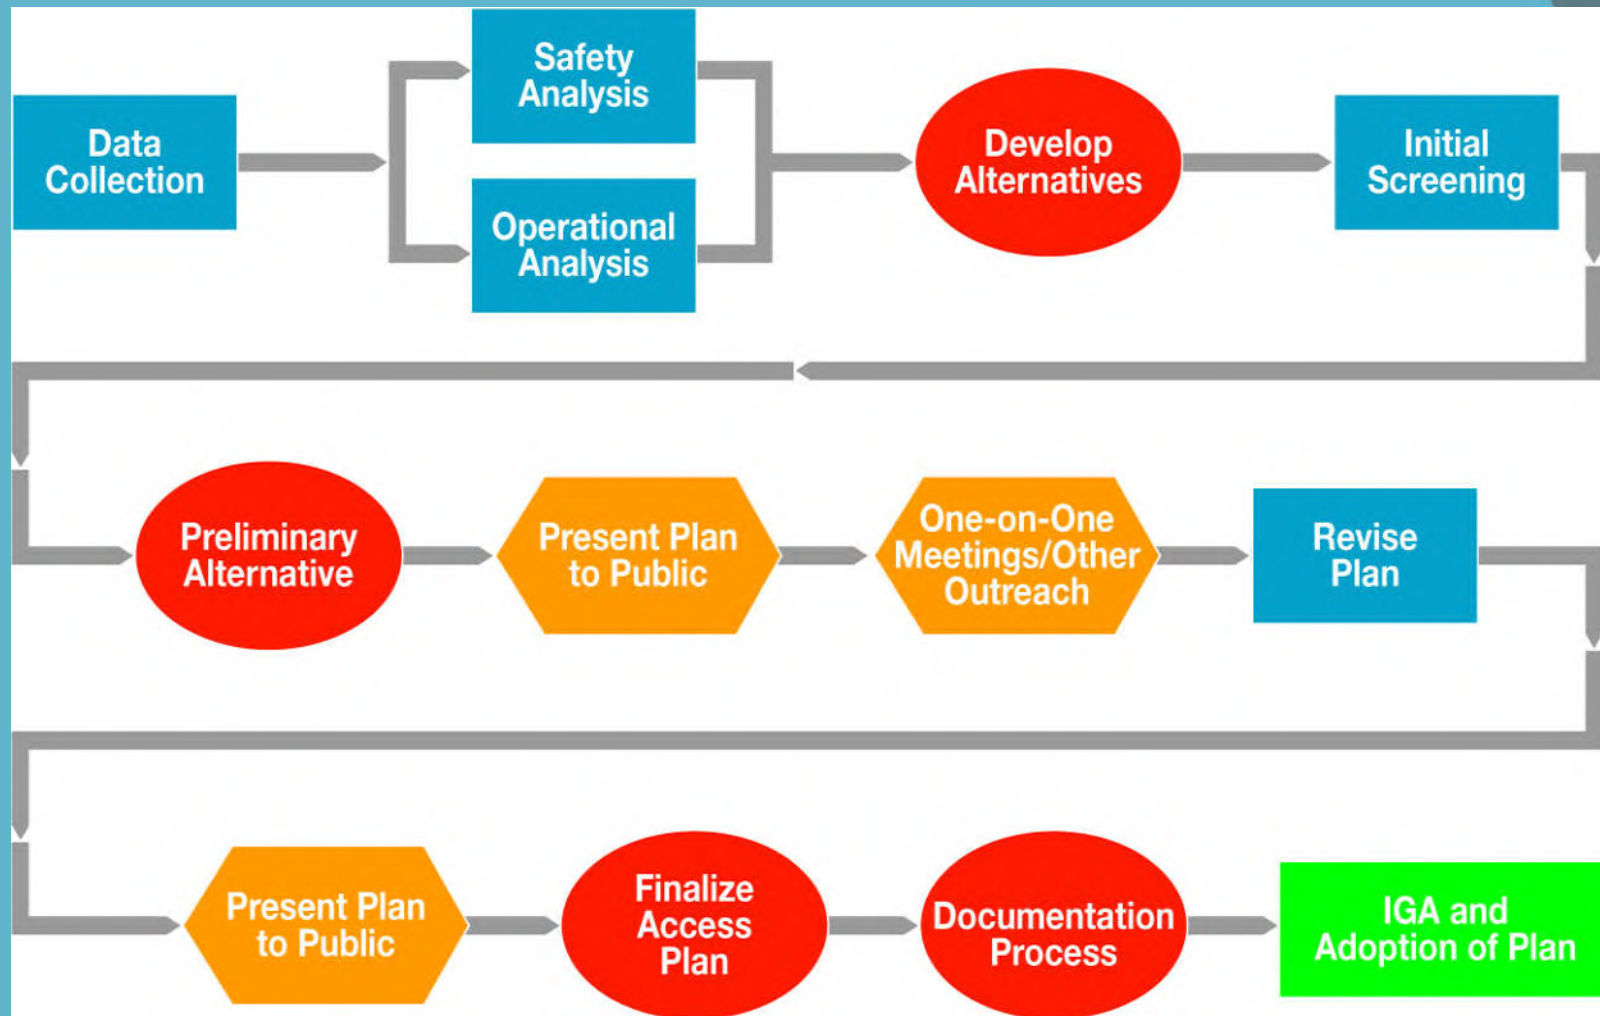 Data
Collection
Safety
Analysis
Operational
Analysis
Develop
Alternatives
Initial
Screening
Preliminary
Alternative
Present Plan
to Public
One-on-One
Meetings/Other
Outreach
Revise
Plan
Present Plan
to Public
Finalize
Access
Plan
Documentation
Process
IGA and
Adoption of Plan